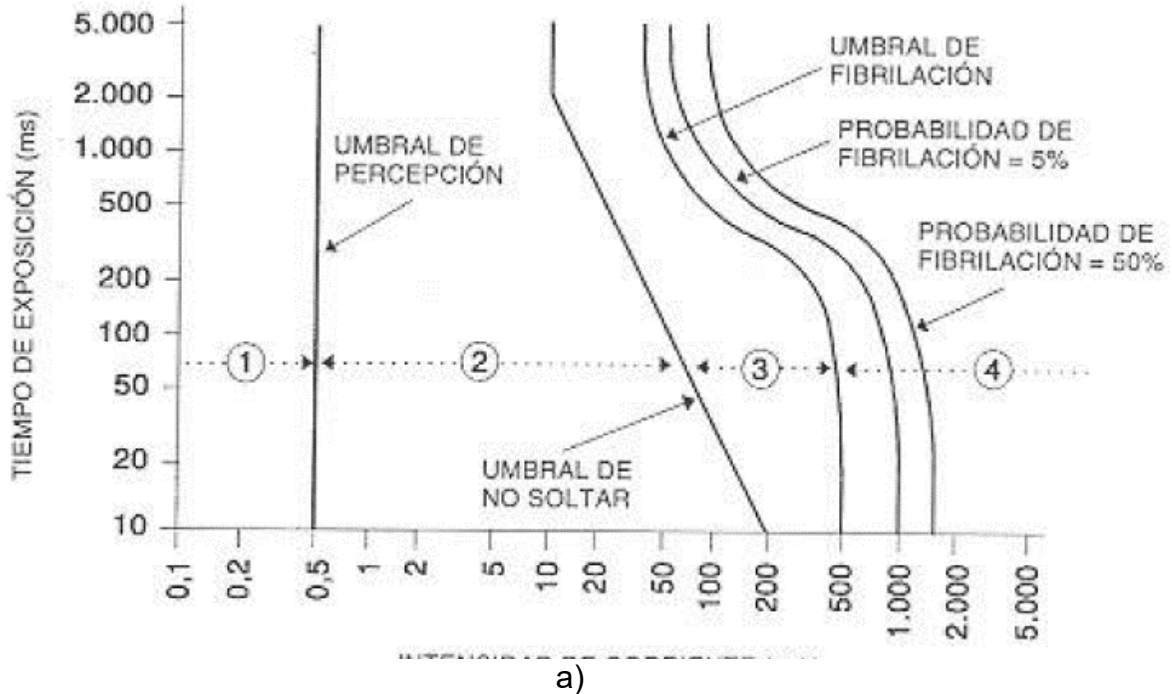 5.000
2.000
1.000
500
200
100
50
20
10
TIEMPO DE EXPOSICIÓN (ms)
UMBRAL DE
PERCEPCIÓN
UMBRAL DE
FIBRILACIÓN
PROBABILIDAD DE
FIBRILACIÓN = 5%
PROBABILIDAD DE
FIBRILACIÓN = 50%
1
2
3
4
UMBRAL DE
NO SOLTAR
0,1
0,2
0,5
1
2
5
10
20
50
100
200
500
1.000
2.000
5.000
INTENSIDAD DE CORRIENTE
a)